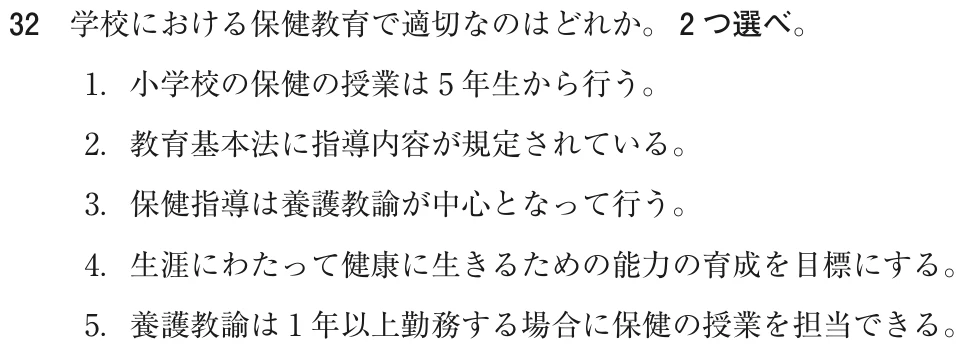 32 学校における保健教育で適切なのはどれか。2つ選べ。
1. 小学校の保健の授業は5年生から行う。
2. 教育基本法に指導内容が規定されている。
3. 保健指導は養護教諭が中心となって行う。
4. 生涯にわたって健康に生きるための能力の育成を目標にする。
5. 養護教諭は1年以上勤務する場合に保健の授業を担当できる。